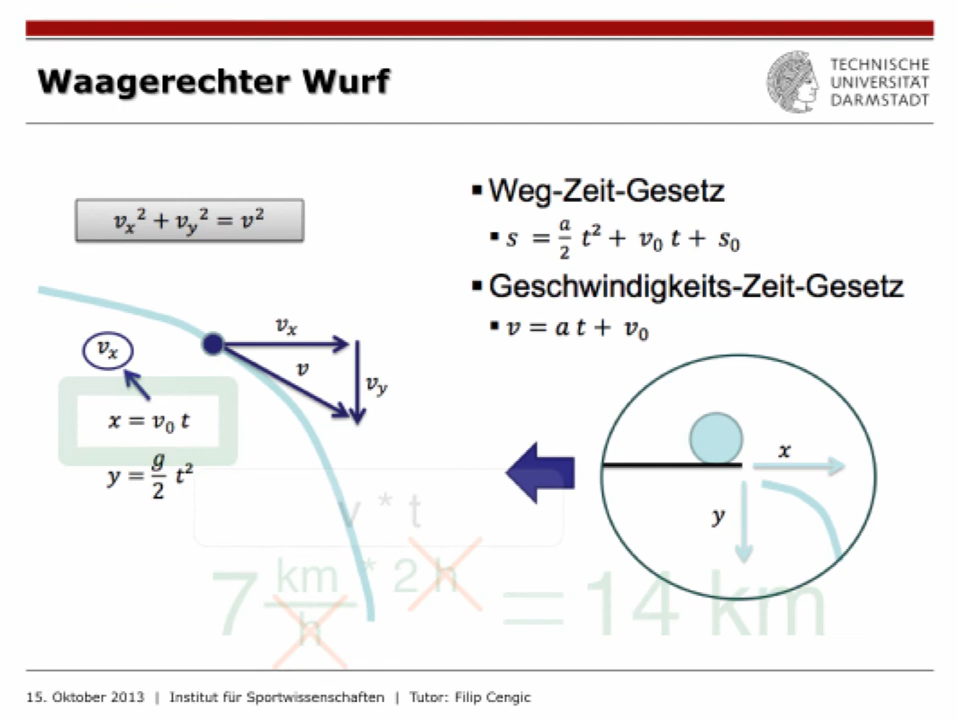 Waagerechter Wurf
TECHNISCHE
UNIVERSITÄT
DARMSTADT
vₓ² + v_y² = v²
▪ Weg-Zeit-Gesetz
▪ s = a/2 t² + v₀ t + s₀
▪ Geschwindigkeits-Zeit-Gesetz
▪ v = a t + v₀
vₓ
vₓ
v
v_y
x = v₀ t
y = g/2 t²
x
y
v * t
7 km/h * 2 h = 14 km
15. Oktober 2013 | Institut für Sportwissenschaften | Tutor: Filip Cengic